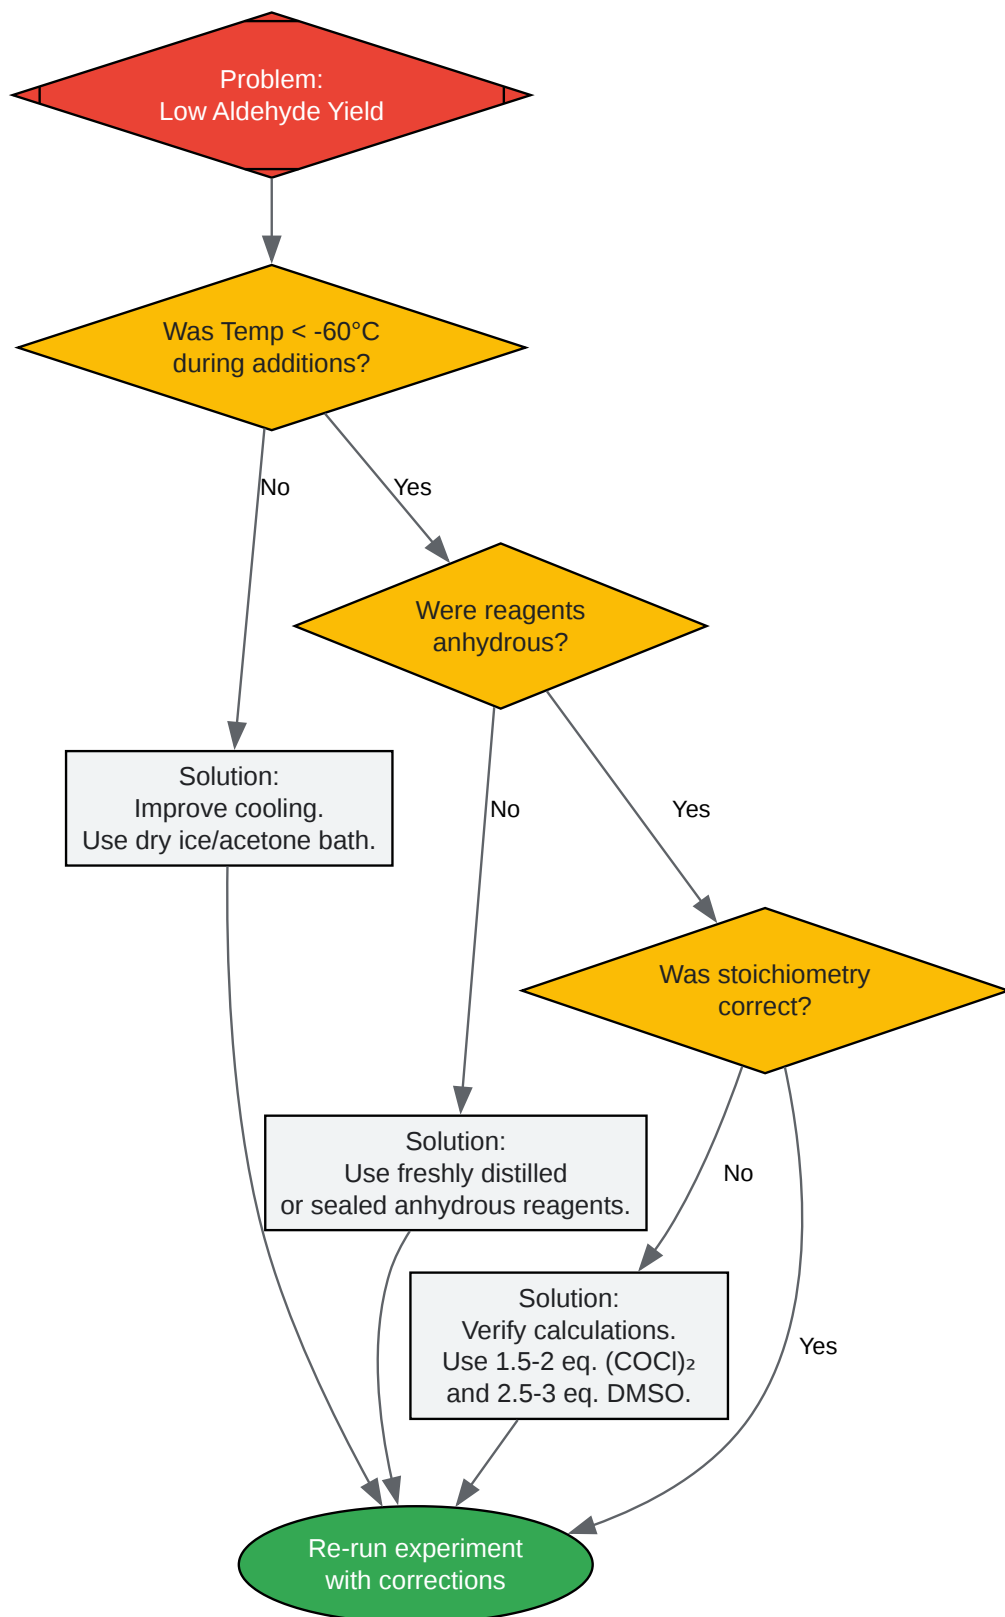 Problem:
Low Aldehyde Yield
Was Temp < -60°C
during additions?
No
Yes
Were reagents
anhydrous?
Solution:
Improve cooling.
Use dry ice/acetone bath.
No
Yes
Was stoichiometry
correct?
Solution:
Use freshly distilled
or sealed anhydrous reagents.
No
Solution:
Verify calculations.
Use 1.5-2 eq. (COCl)₂
and 2.5-3 eq. DMSO.
Yes
Re-run experiment
with corrections